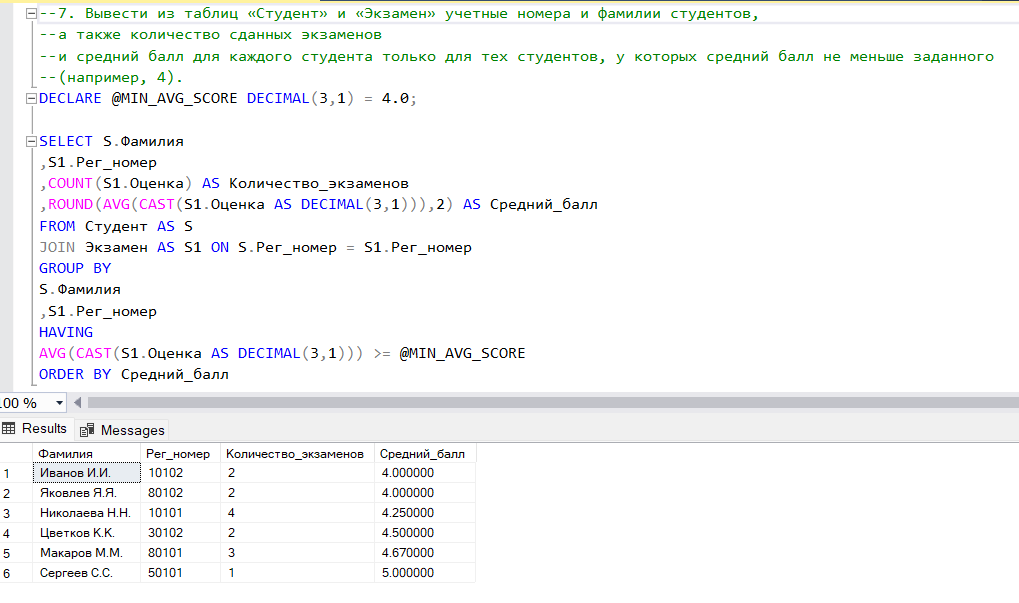 --7. Вывести из таблиц «Студент» и «Экзамен» учетные номера и фамилии студентов,
--а также количество сданных экзаменов
--и средний балл для каждого студента только для тех студентов, у которых средний балл не меньше заданного
--(например, 4).
DECLARE @MIN_AVG_SCORE DECIMAL(3,1) = 4.0;
SELECT S.Фамилия
,S1.Рег_номер
,COUNT(S1.Оценка) AS Количество_экзаменов
,ROUND(AVG(CAST(S1.Оценка AS DECIMAL(3,1))),2) AS Средний_балл
FROM Студент AS S
JOIN Экзамен AS S1 ON S.Рег_номер = S1.Рег_номер
GROUP BY
S.Фамилия
,S1.Рег_номер
HAVING
AVG(CAST(S1.Оценка AS DECIMAL(3,1))) >= @MIN_AVG_SCORE
ORDER BY Средний_балл
.00 %
Results Messages
Фамилия Рег_номер Количество_экзаменов Средний_балл
1 Иванов И.И. 10102 2 4.000000
2 Яковлев Я.Я. 80102 2 4.000000
3 Николаева Н.Н. 10101 4 4.250000
4 Цветков К.К. 30102 2 4.500000
5 Макаров М.М. 80101 3 4.670000
6 Сергеев С.С. 50101 1 5.000000